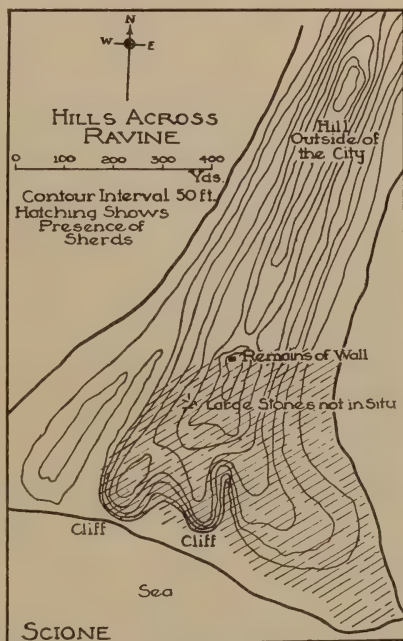 N
W E
HILLS ACROSS
RAVINE
0 100 200 400
Yds.
Contour Interval 50 ft.
Hatching Shows
Presence of
Sherds
Hill
Outside of
the City
Remains of Wall
Large Stones not in Situ
Cliff
Cliff
Sea
SCIONE